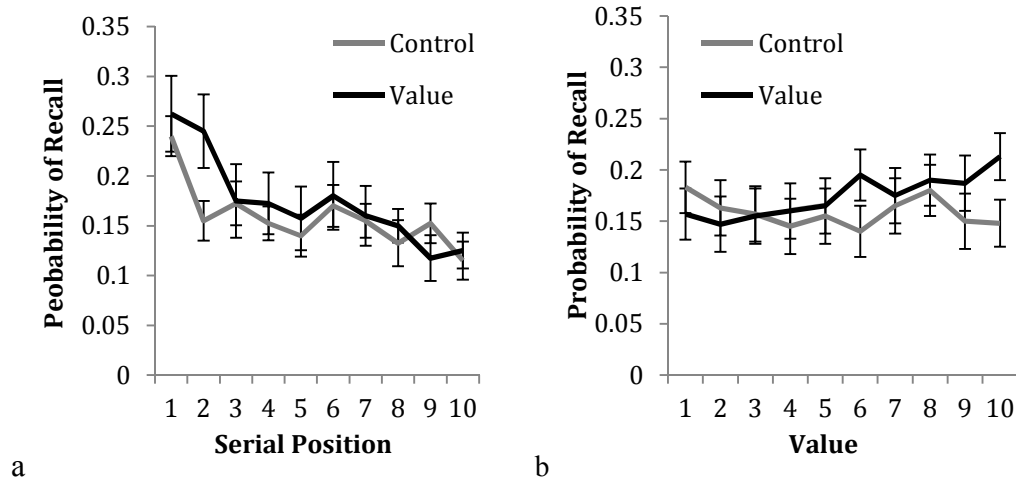 0.35
0.3
0.25
0.2
0.15
0.1
0.05
0
Peobability of Recall
Control
Value
1 2 3 4 5 6 7 8 9 10
Serial Position
a
0.35
0.3
0.25
0.2
0.15
0.1
0.05
0
Probability of Recall
Control
Value
1 2 3 4 5 6 7 8 9 10
Value
b